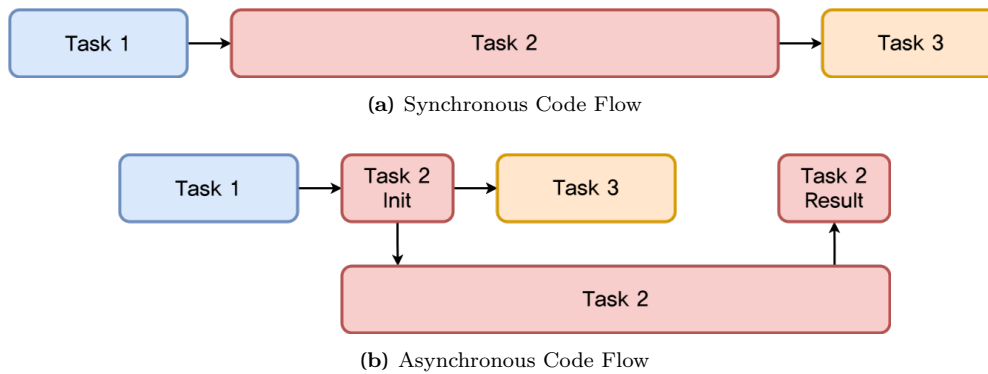 Task 1
Task 2
Task 3
(a) Synchronous Code Flow
Task 1
Task 2
Init
Task 3
Task 2
Result
Task 2
(b) Asynchronous Code Flow